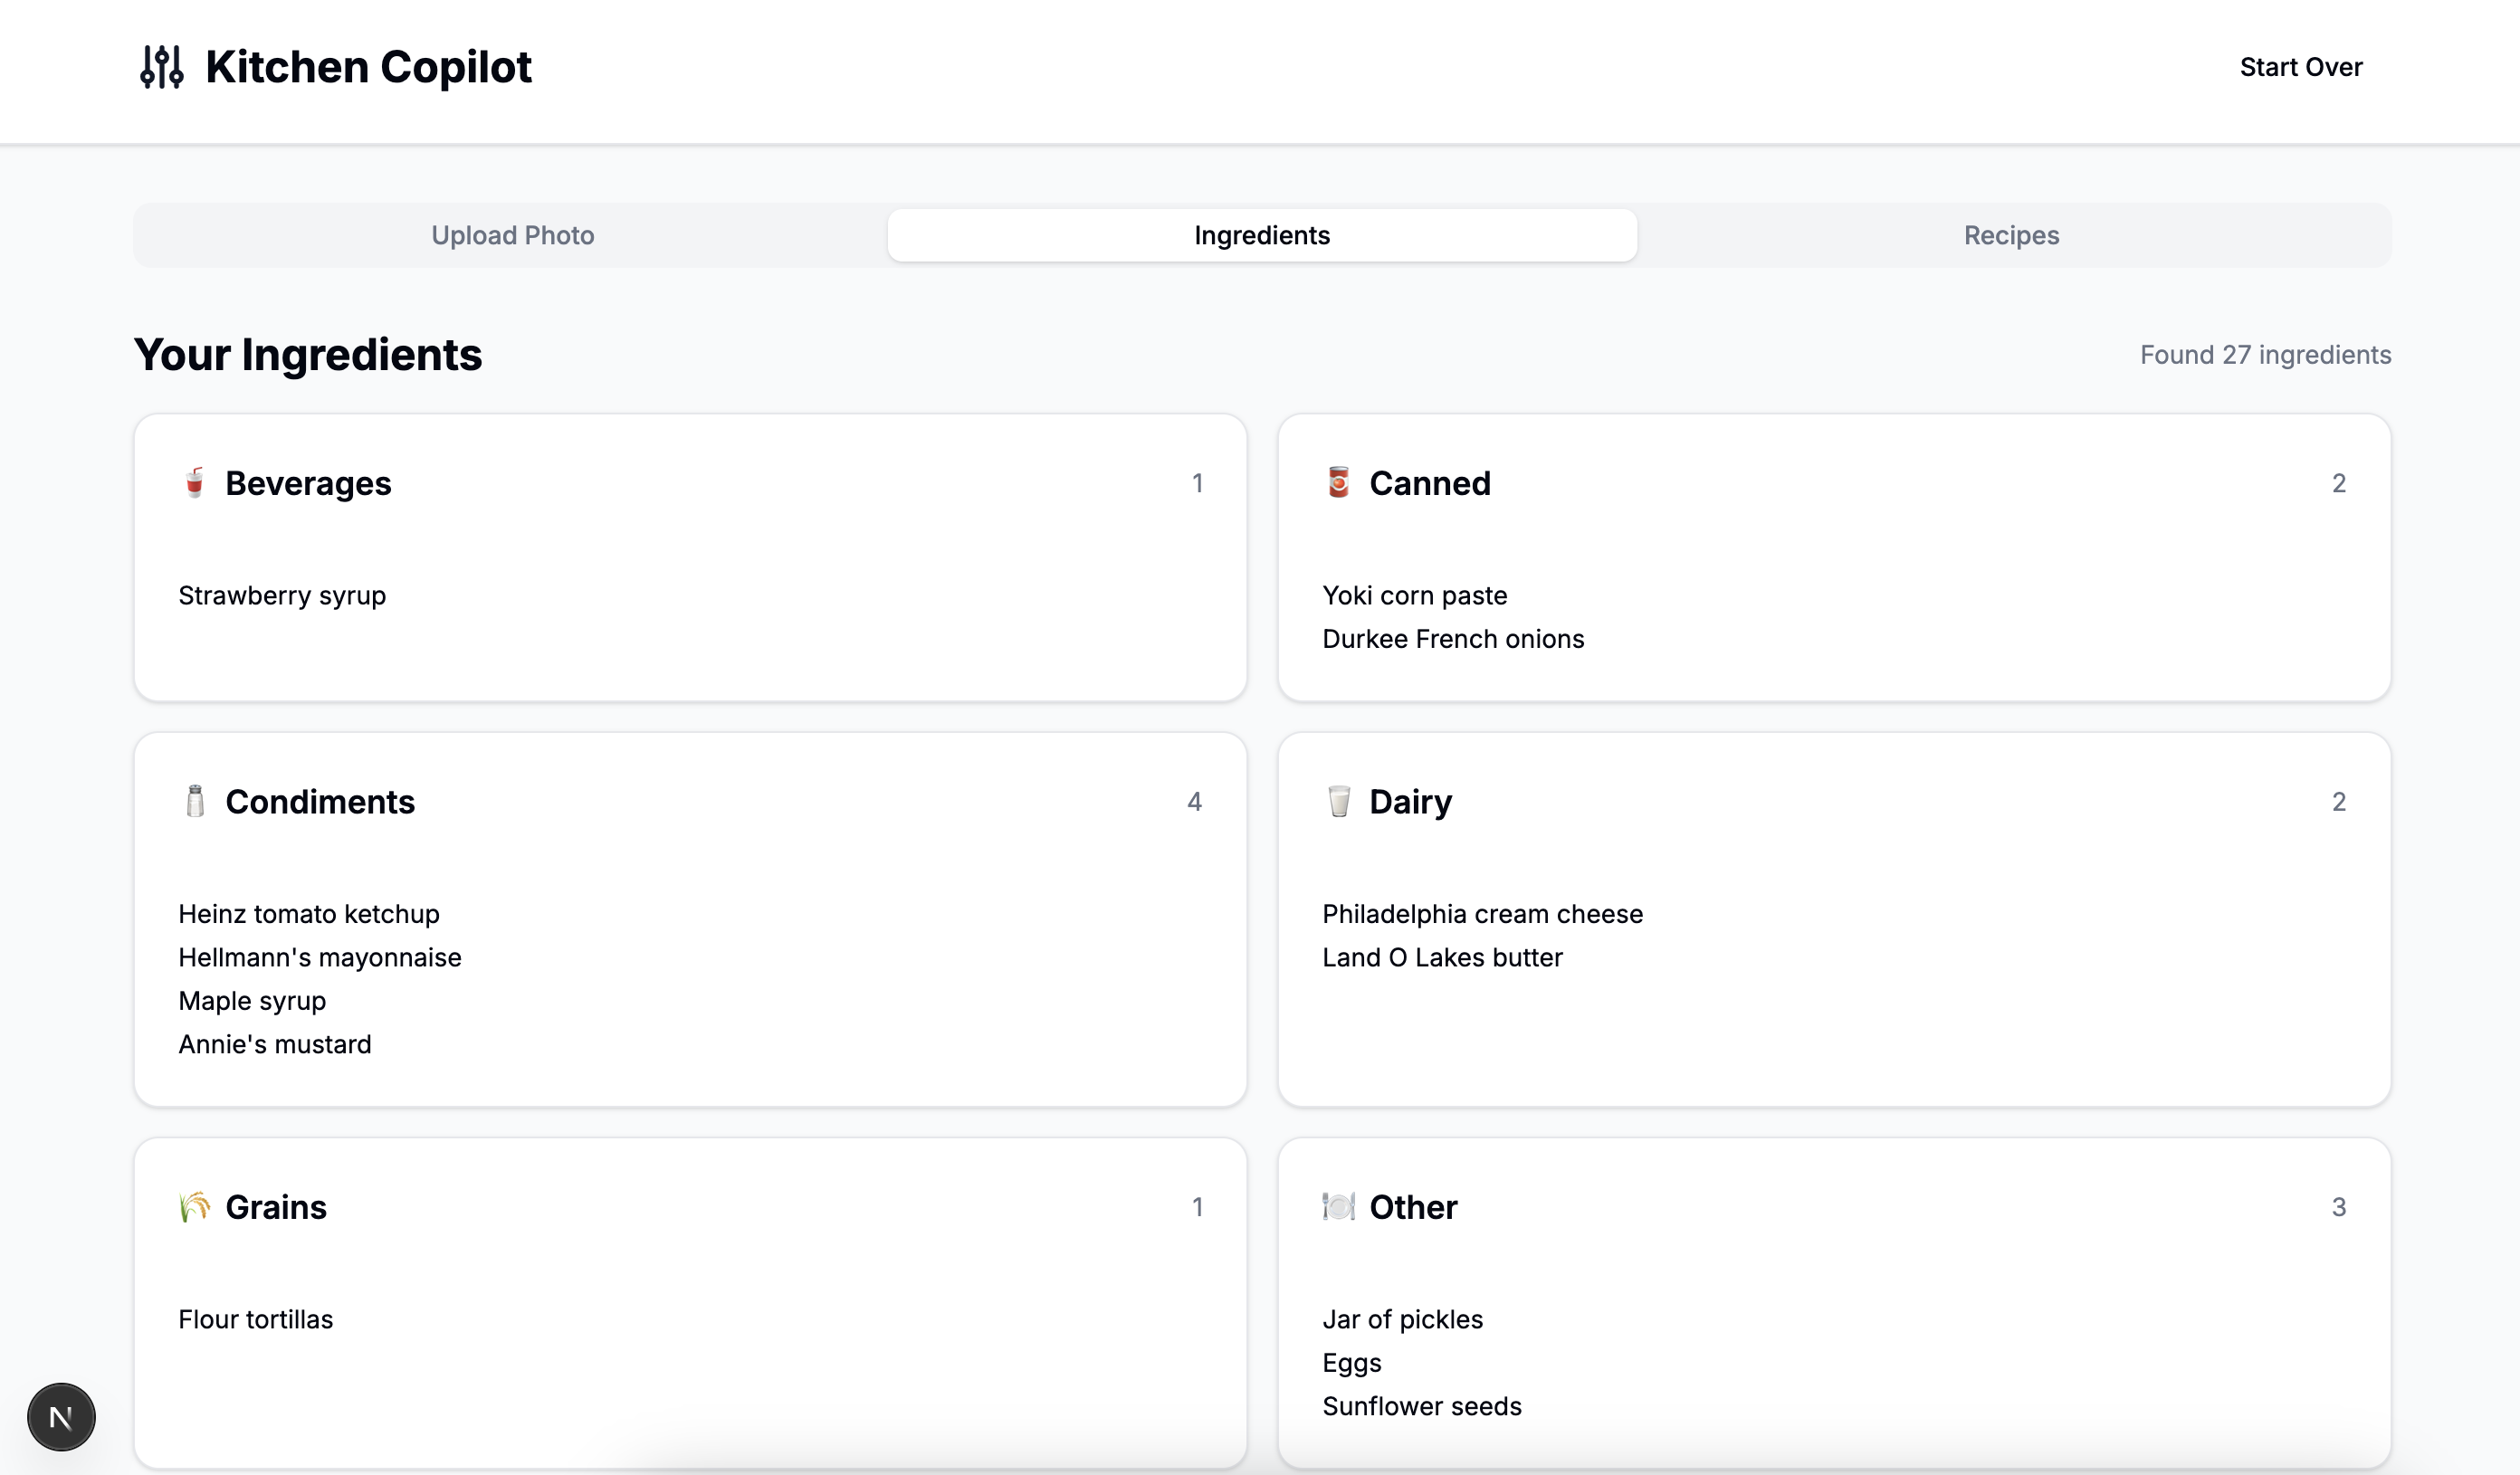 Kitchen Copilot
Start Over
Upload Photo
Ingredients
Recipes
Your Ingredients
Found 27 ingredients
Beverages
1
Strawberry syrup
Canned
2
Yoki corn paste
Durkee French onions
Condiments
4
Heinz tomato ketchup
Hellmann's mayonnaise
Maple syrup
Annie's mustard
Dairy
2
Philadelphia cream cheese
Land O Lakes butter
Grains
1
Flour tortillas
Other
3
Jar of pickles
Eggs
Sunflower seeds
N